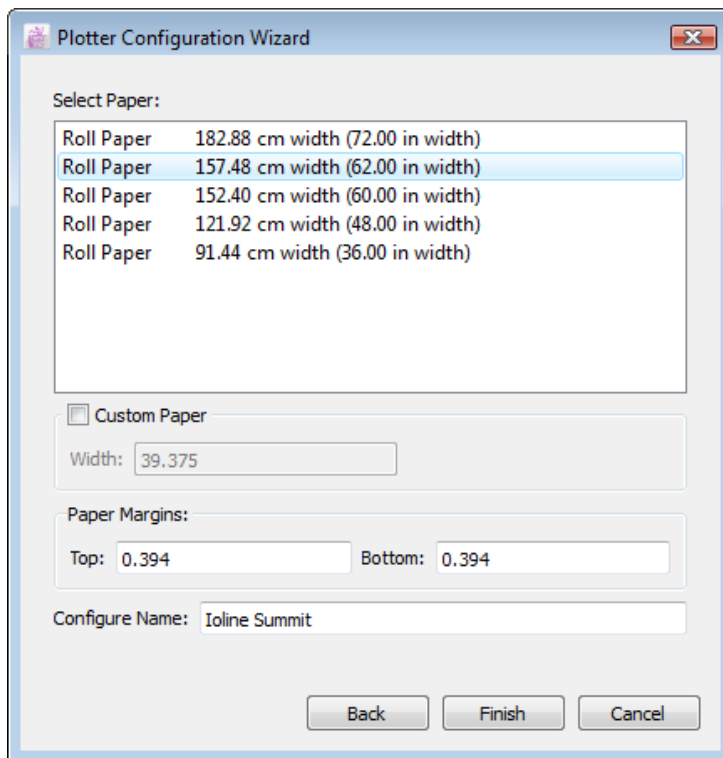 Plotter Configuration Wizard
Select Paper:
Roll Paper 182.88 cm width (72.00 in width)
Roll Paper 157.48 cm width (62.00 in width)
Roll Paper 152.40 cm width (60.00 in width)
Roll Paper 121.92 cm width (48.00 in width)
Roll Paper 91.44 cm width (36.00 in width)
Custom Paper
Width: 39.375
Paper Margins:
Top: 0.394 Bottom: 0.394
Configure Name: Ioline Summit
Back Finish Cancel